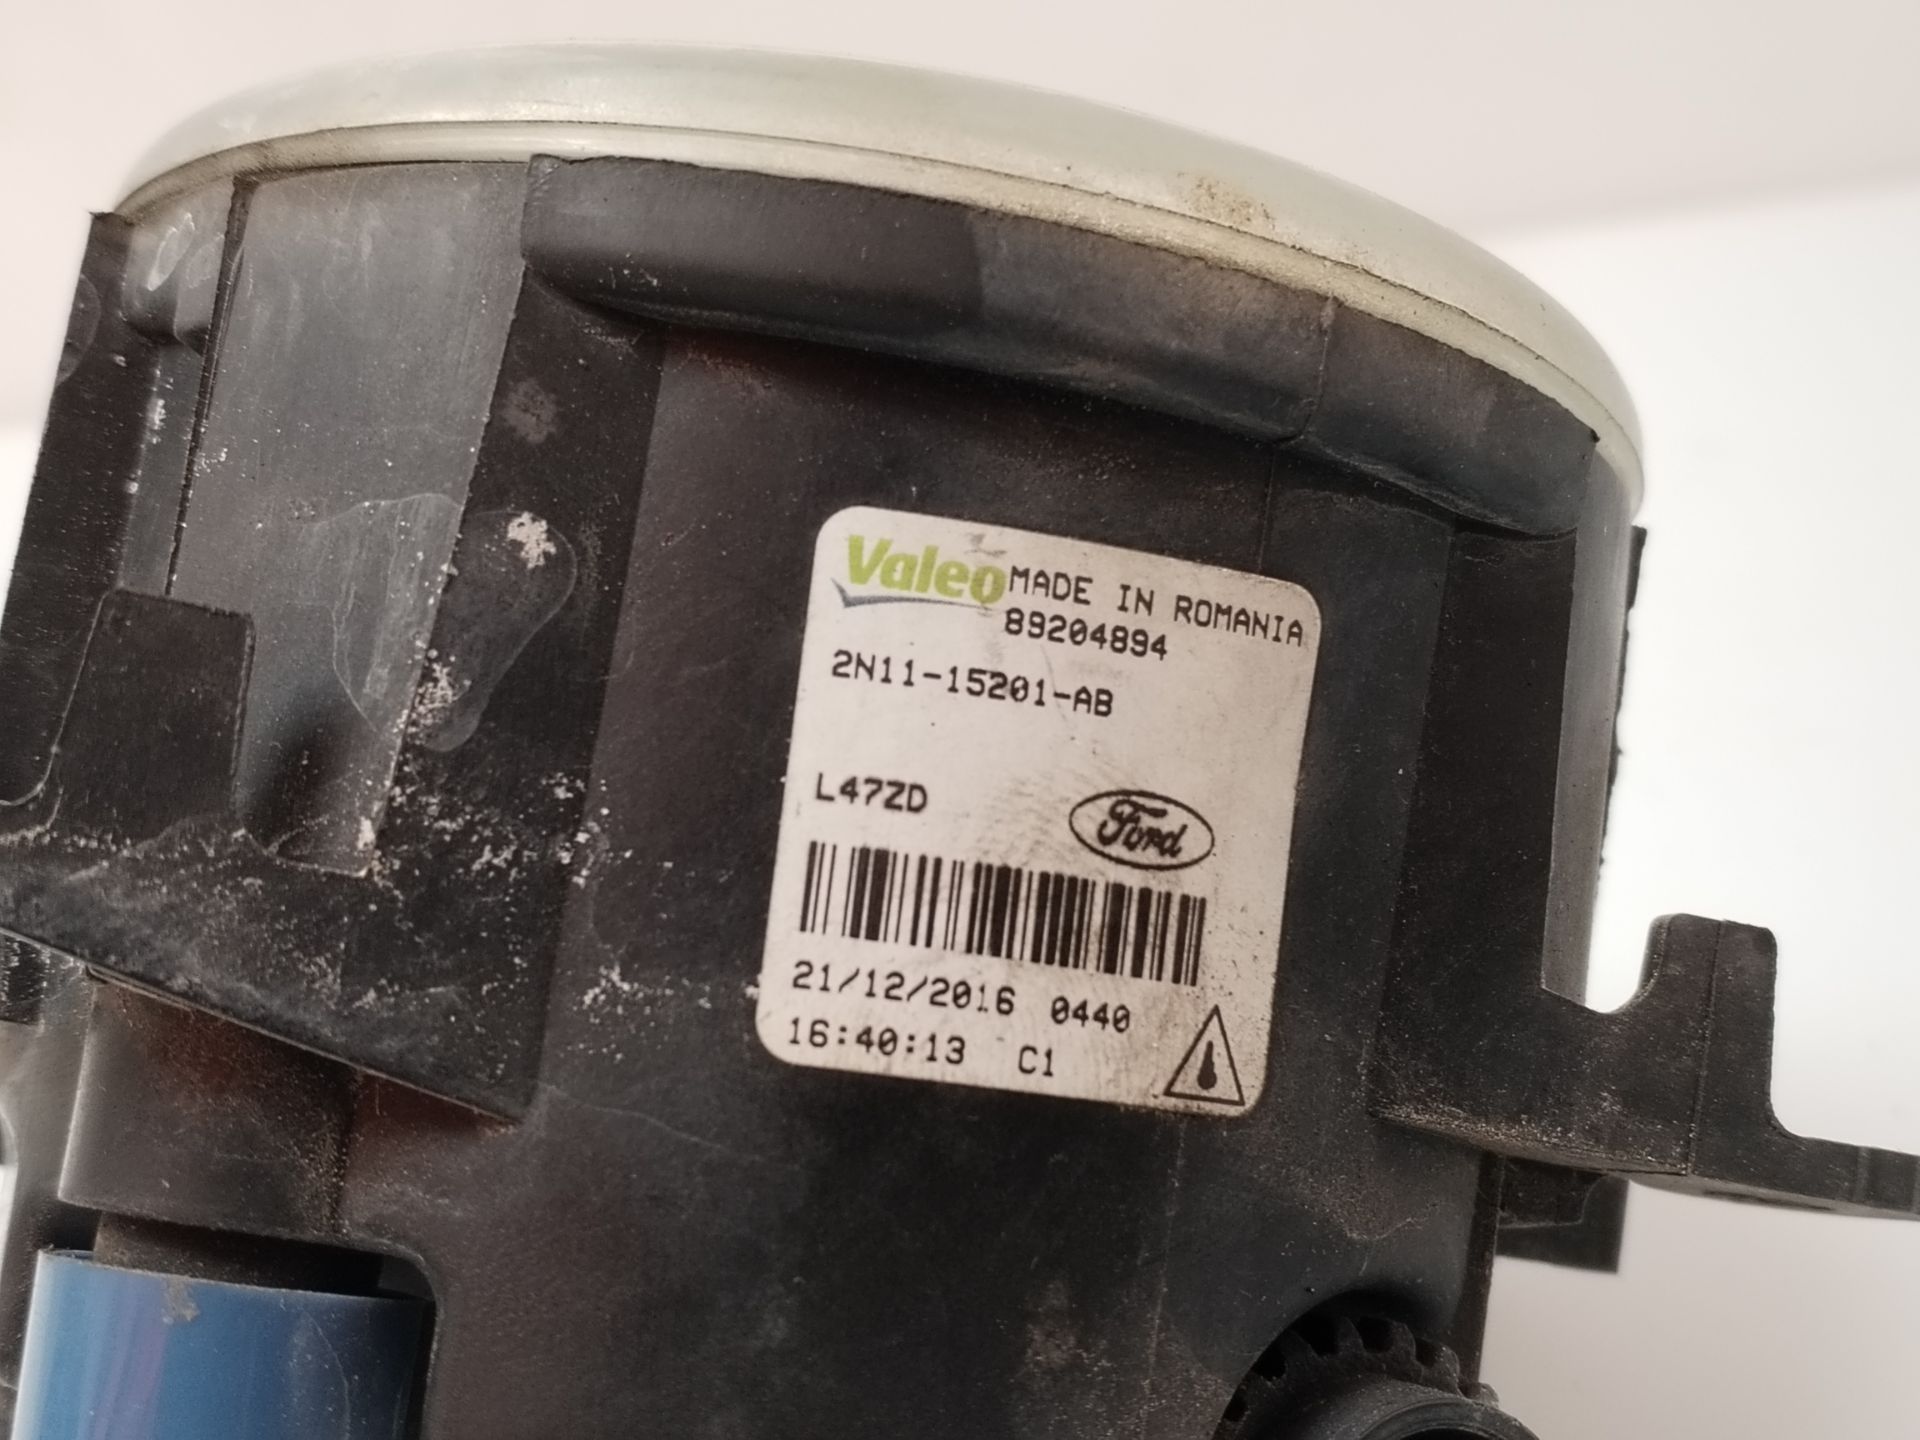 Valeo MADE IN ROMANIA
89204894
2N11-15201-AB
L47ZD
Ford
21/12/2016 0440
16:40:13 C1